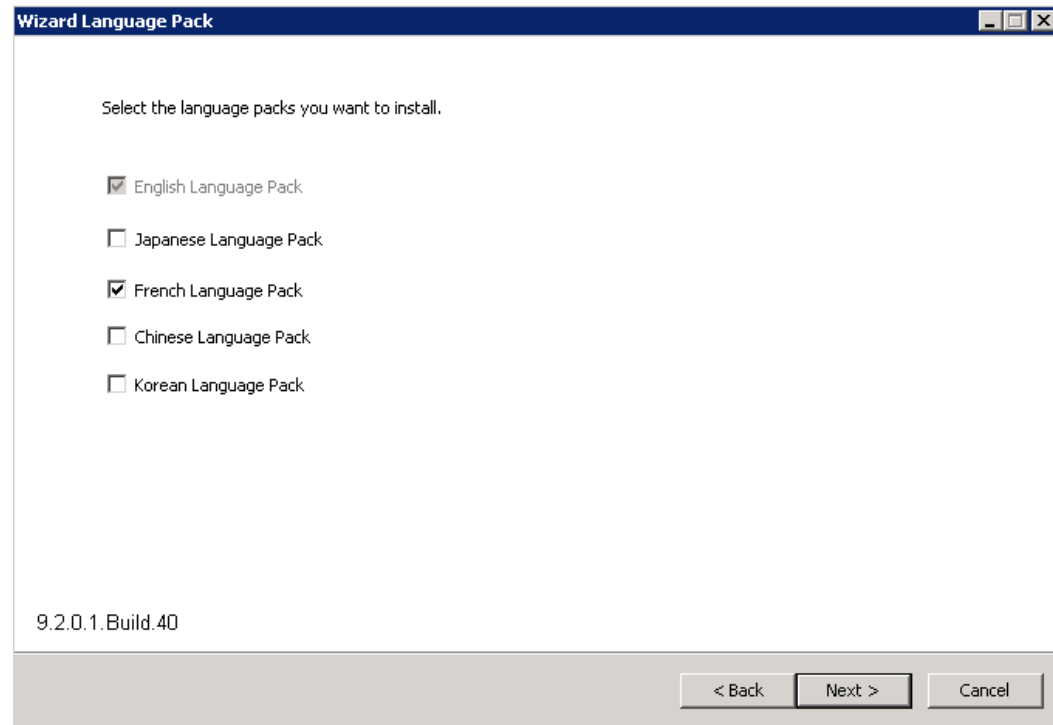 Wizard Language Pack
Select the language packs you want to install.
English Language Pack
Japanese Language Pack
French Language Pack
Chinese Language Pack
Korean Language Pack
9.2.0.1.Build.40
< Back Next > Cancel